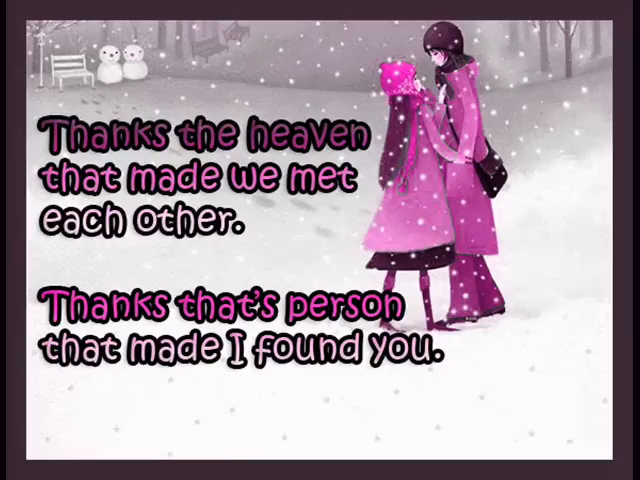 Thanks the heaven
that made we met
each other.
Thanks that's person
that made I found you.